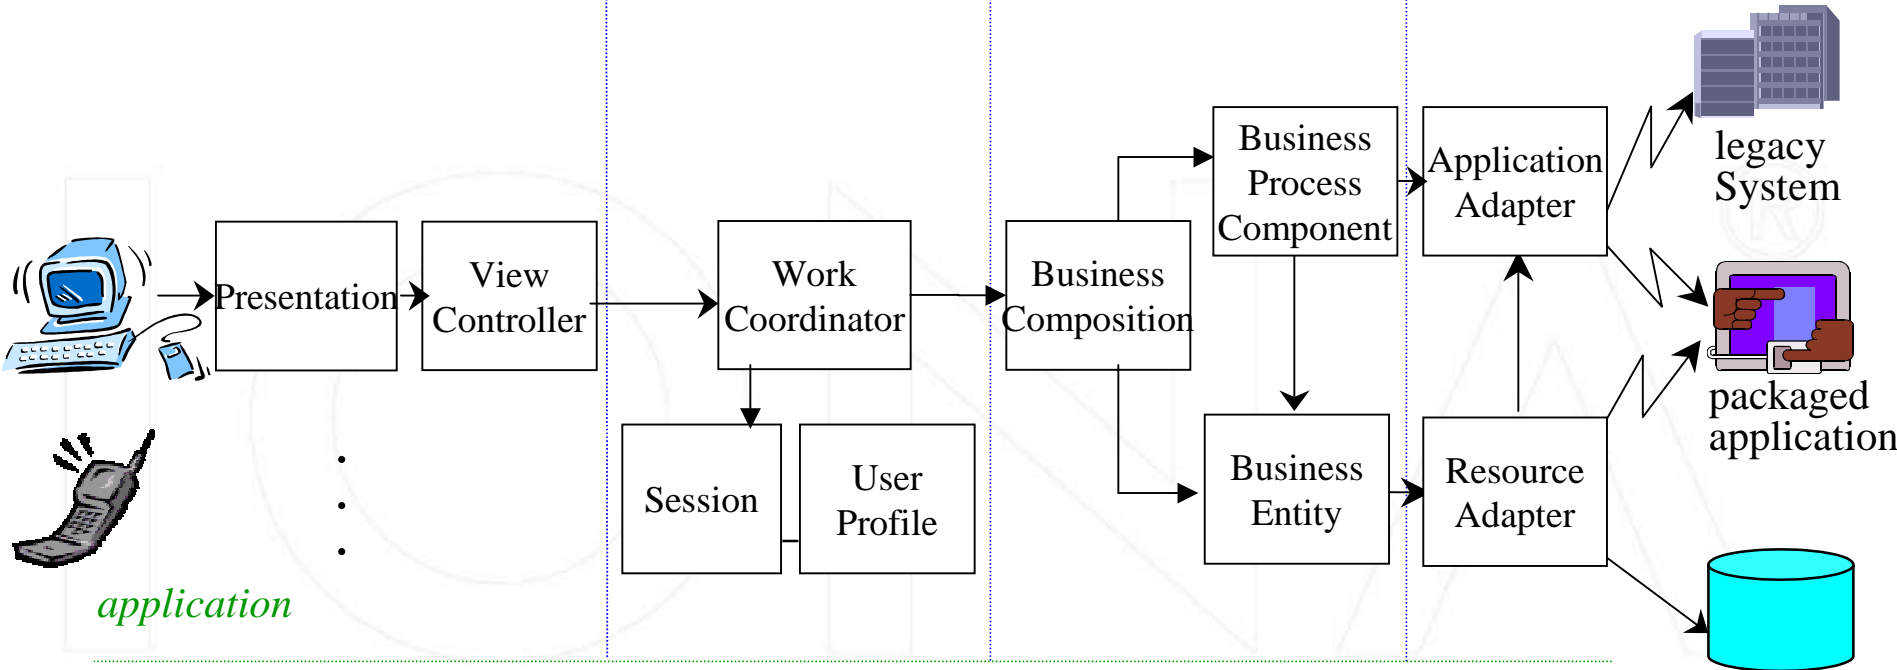 Presentation
View
Controller
Work
Coordinator
Session
User
Profile
Business
Composition
Business
Process
Component
Business
Entity
Application
Adapter
Resource
Adapter
legacy
System
packaged
application
application